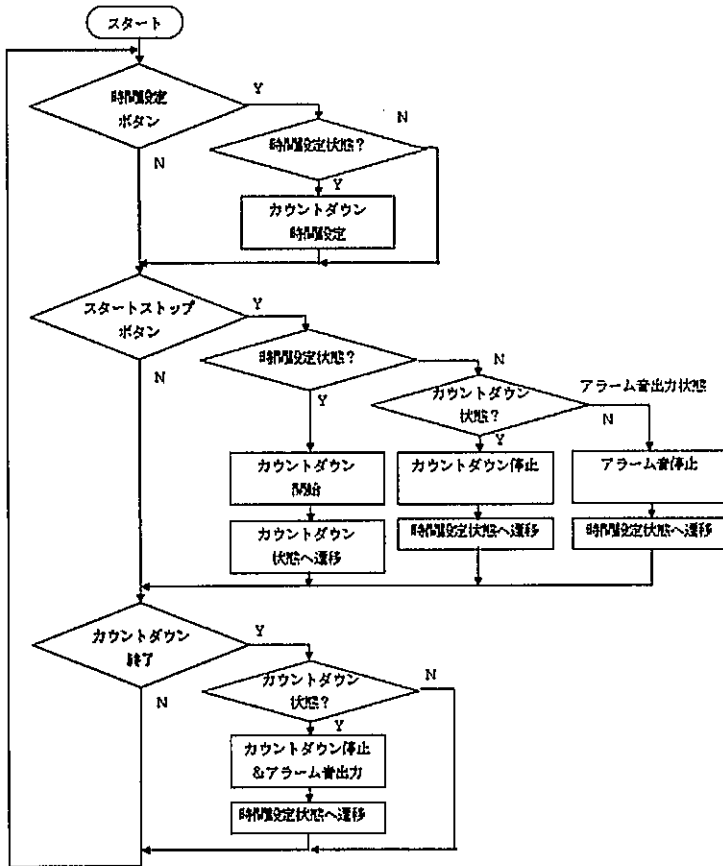 スタート
時間設定
ボタン
Y
N
時間設定状態?
N
Y
カウントダウン
時間設定
スタートストップ
ボタン
Y
N
時間設定状態?
N
Y
カウントダウン
状態?
アラーム音出力状態
N
Y
カウントダウン
開始
カウントダウン停止
アラーム音停止
カウントダウン
状態へ遷移
時間設定状態へ遷移
時間設定状態へ遷移
カウントダウン
終了
Y
N
カウントダウン
状態?
N
Y
カウントダウン停止
&アラーム音出力
時間設定状態へ遷移